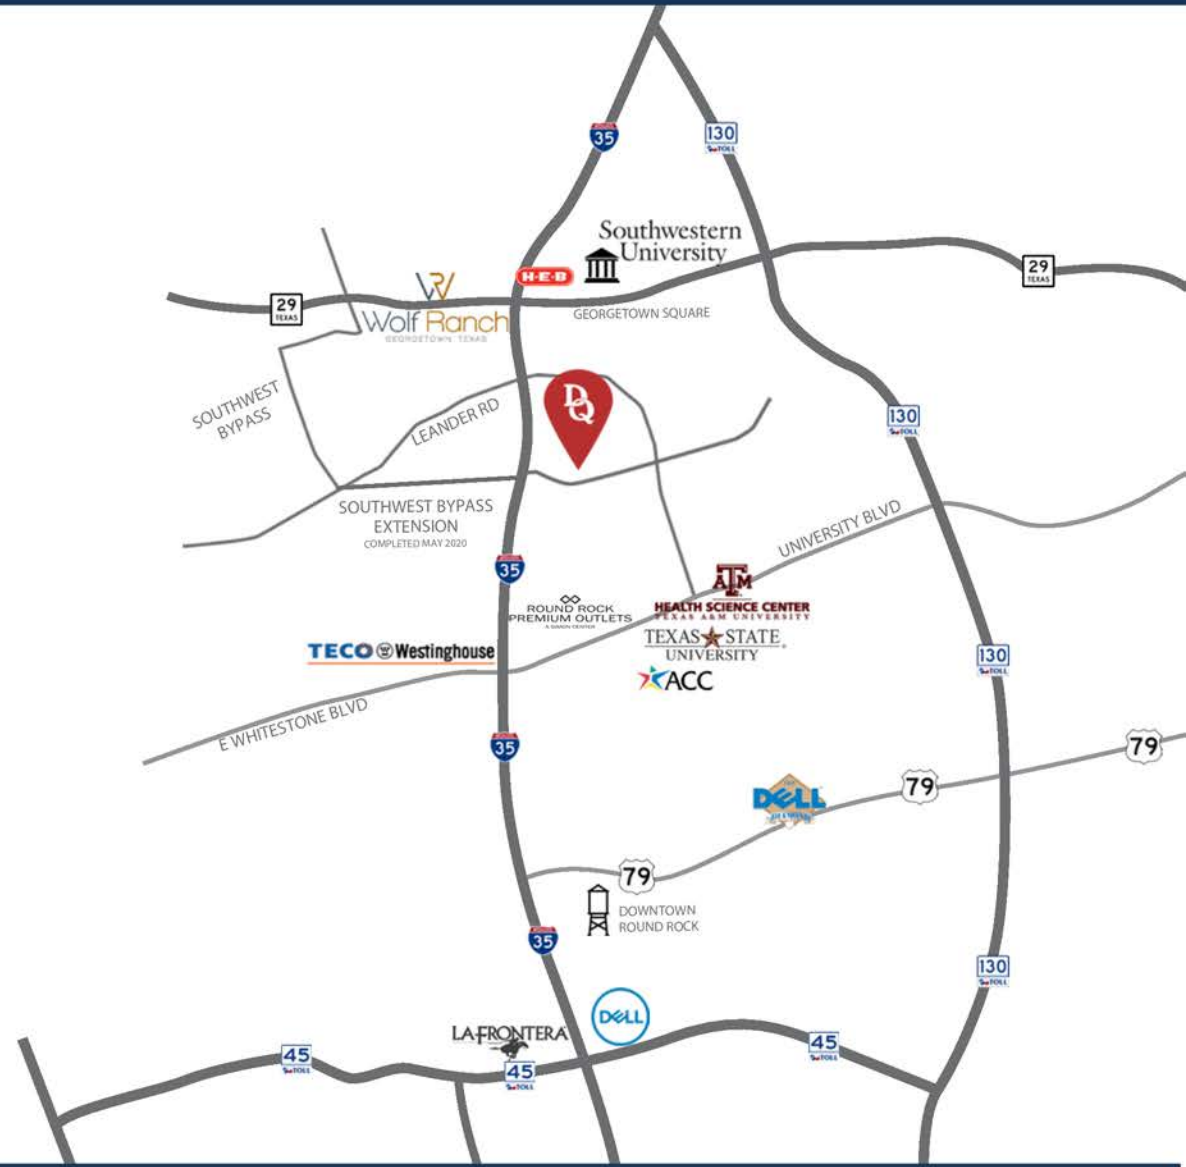 35
130
TOLL
Southwestern
University
H-E-B
29
TEXAS
29
TEXAS
WR
Wolf Ranch
GEORGETOWN TEXAS
GEORGETOWN SQUARE
DQ
SOUTHWEST
BYPASS
LEANDER RD
130
TOLL
SOUTHWEST BYPASS
EXTENSION
COMPLETED MAY 2020
UNIVERSITY BLVD
35
ROUND ROCK
PREMIUM OUTLETS
A SIMON CENTER
ATM
HEALTH SCIENCE CENTER
TEXAS A&M UNIVERSITY
TEXAS STATE
UNIVERSITY
ACC
TECO Westinghouse
130
TOLL
E WHITESTONE BLVD
35
79
79
DELL
79
DOWNTOWN
ROUND ROCK
35
130
TOLL
DELL
LA FRONTERA
45
TOLL
45
TOLL
45
TOLL